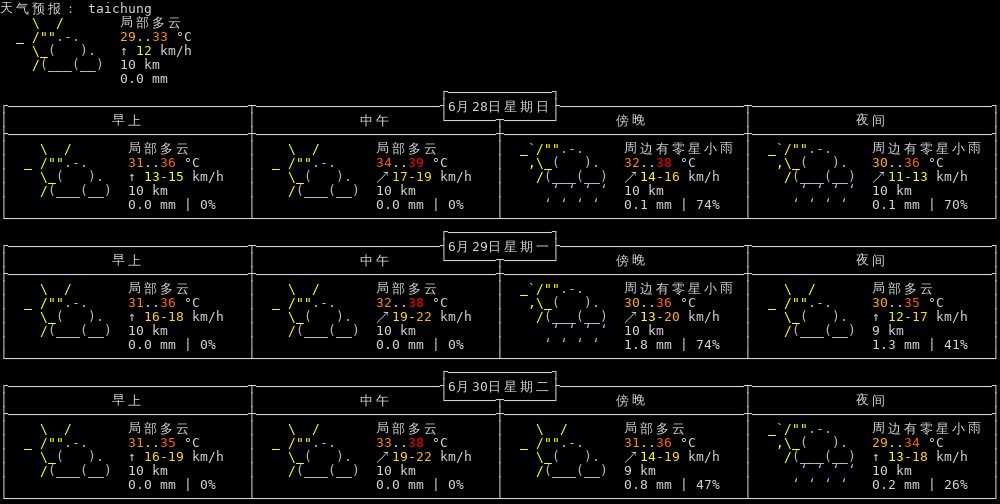 天气预报： taichung
局部多云
29..33 °C
↑ 12 km/h
10 km
0.0 mm
6月28日星期日
早上 中午 傍晚 夜间
局部多云 局部多云 周边有零星小雨 周边有零星小雨
31..36 °C 34..39 °C 32..38 °C 30..36 °C
↑ 13-15 km/h ↗ 17-19 km/h ↗ 14-16 km/h ↗ 11-13 km/h
10 km 10 km 10 km 10 km
0.0 mm | 0% 0.0 mm | 0% 0.1 mm | 74% 0.1 mm | 70%
6月29日星期一
早上 中午 傍晚 夜间
局部多云 局部多云 周边有零星小雨 局部多云
31..36 °C 32..38 °C 30..36 °C 30..35 °C
↑ 16-18 km/h ↗ 19-22 km/h ↗ 13-20 km/h ↑ 12-17 km/h
10 km 10 km 10 km 9 km
0.0 mm | 0% 0.0 mm | 0% 1.8 mm | 74% 1.3 mm | 41%
6月30日星期二
早上 中午 傍晚 夜间
局部多云 局部多云 局部多云 周边有零星小雨
31..35 °C 33..38 °C 31..36 °C 29..34 °C
↑ 16-19 km/h ↗ 19-22 km/h ↗ 14-19 km/h ↑ 13-18 km/h
10 km 10 km 9 km 10 km
0.0 mm | 0% 0.0 mm | 0% 0.8 mm | 47% 0.2 mm | 26%